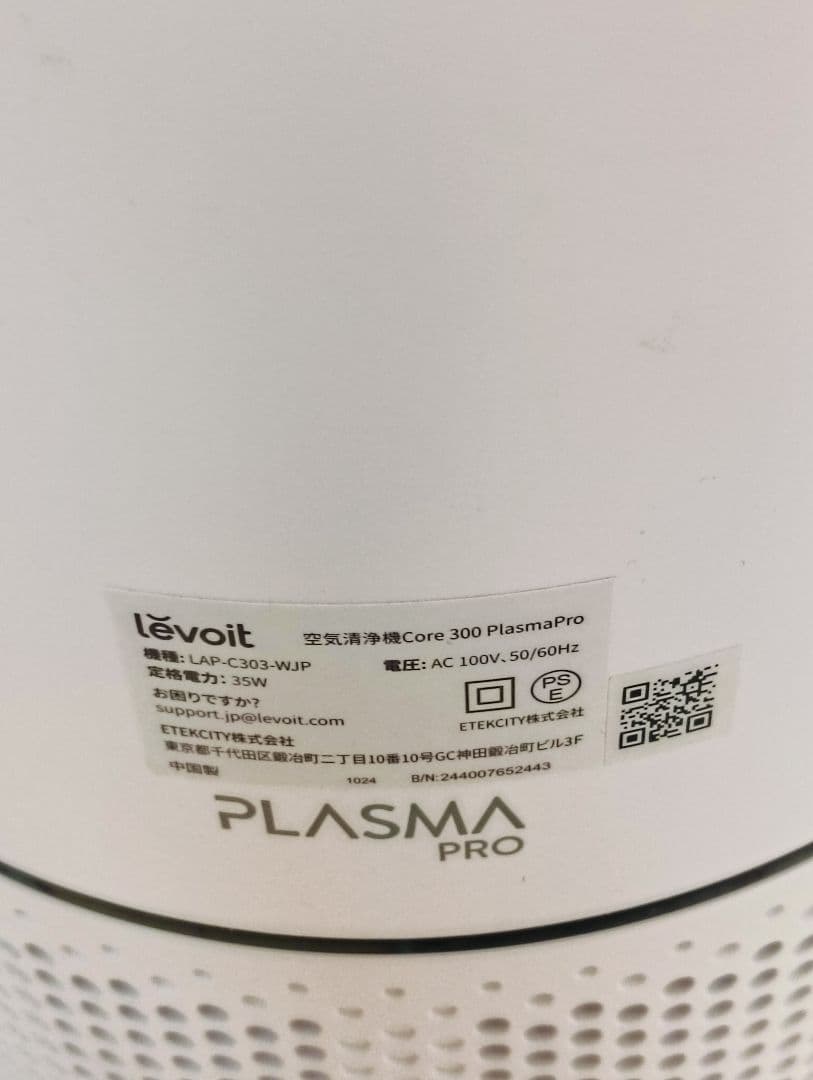 levoit 空気清浄機Core 300 PlasmaPro
機種: LAP-C303-WJP 電圧: AC 100V、50/60Hz
定格電力: 35W
お困りですか?
support.jp@levoit.com
PS
E
ETEKCITY株式会社
ETEKCITY株式会社
東京都千代田区鍛冶町二丁目10番10号GC神田鍛冶町ビル3F
中国製 1024 B/N:244007652443
PLASMA
PRO